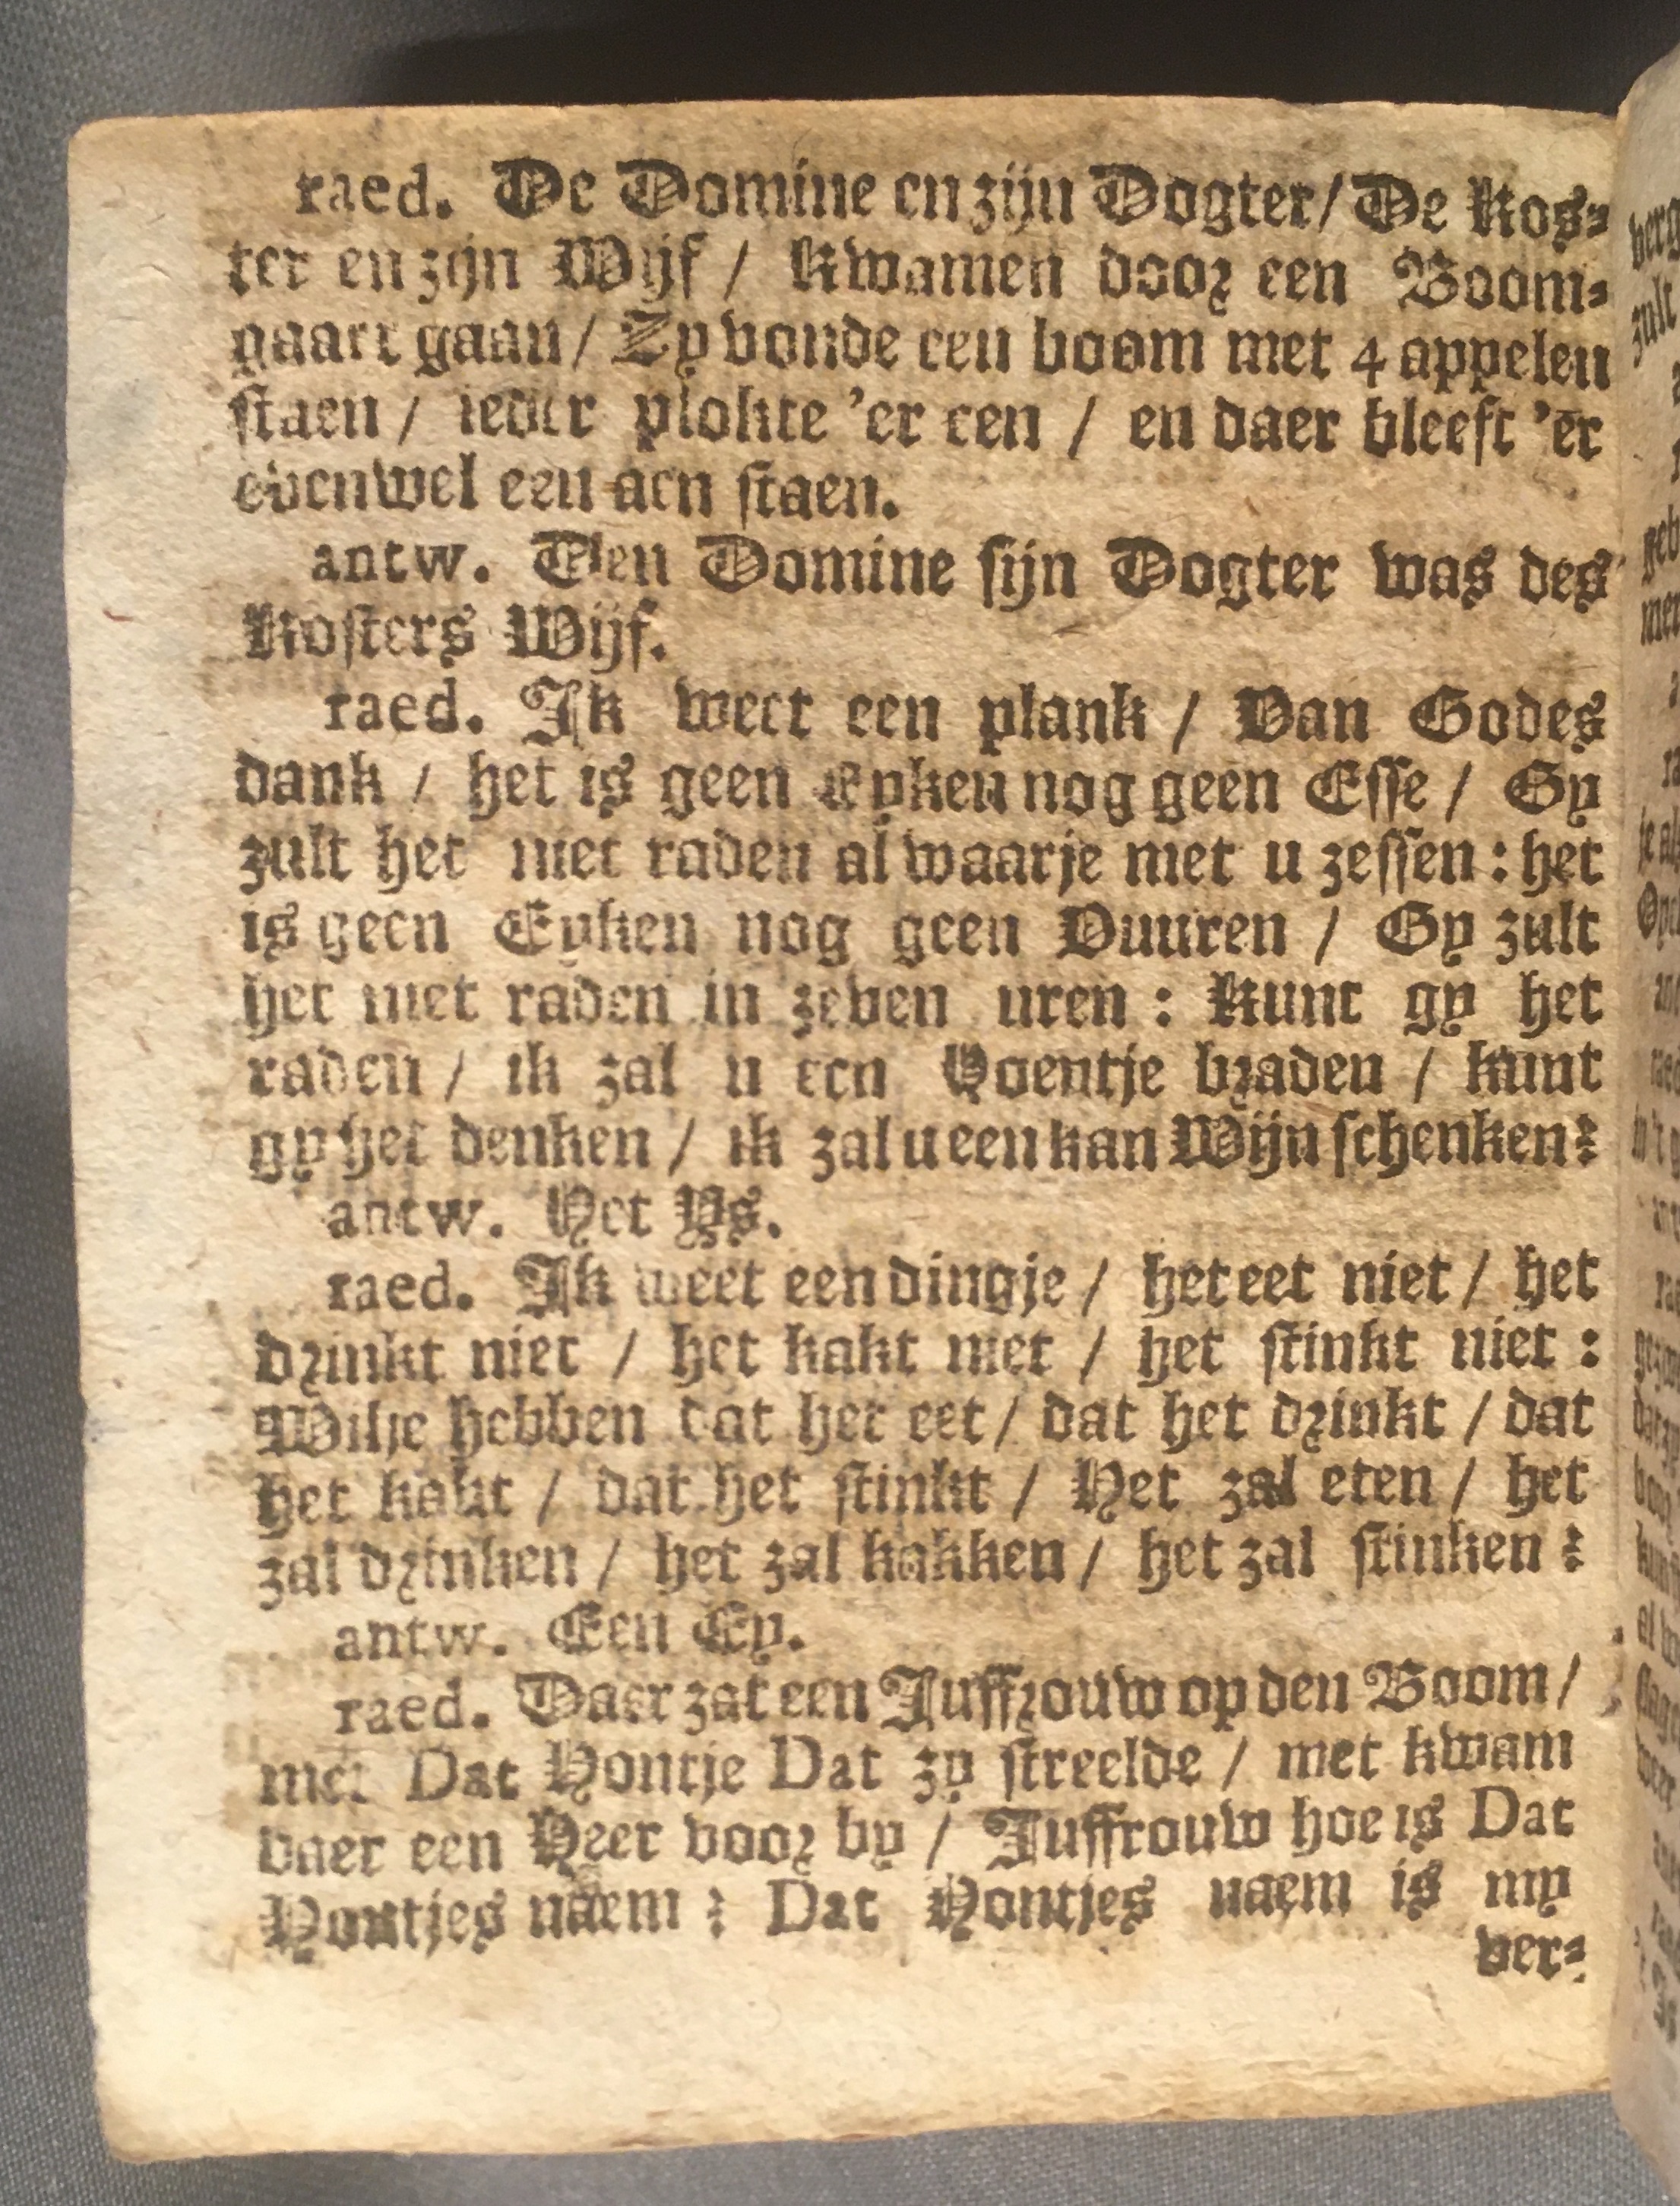 raed. De Domine en zijn Dogter / De Kos-
ter en zijn Wijf / Kwamen door een Boom-
gaart gaan / Zy vonde een boom met 4 appelen
staen / ieder plokte 'er een / en daer bleeft 'er
evenwel een aen staen.
antw. Den Domine sijn Dogter was des
Kosters Wijf.
raed. Ik weet een plank / Van Godes
dank / het is geen Eyken nog geen Esse / Gy
zult het niet raden al waarje met u zessen : het
is geen Eyken nog geen Vuuren / Gy zult
het niet raden in zeven uren : Kunt gy het
raden / ik zal u een Hoentje braden / kunt
gy het denken / ik zal u een kan Wijn schenken?
antw. Het Ys.
raed. Ik weet een dingje / het eet niet / het
drinkt niet / het kakt niet / het stinkt niet :
Wilje hebben dat het eet / dat het drinkt / dat
het kakt / dat het stinkt / Het zal eten / het
zal drinken / het zal kakken / het zal stinken ?
antw. Een Ey.
raed. Daer zat een Juffrouw op den Boom /
met Dat Hontje Dat zy streelde / met kwam
daer een Heer voor by / Juffrouw hoe is Dat
Hontjes naem ? Dat Hontjes naem is my
ver-